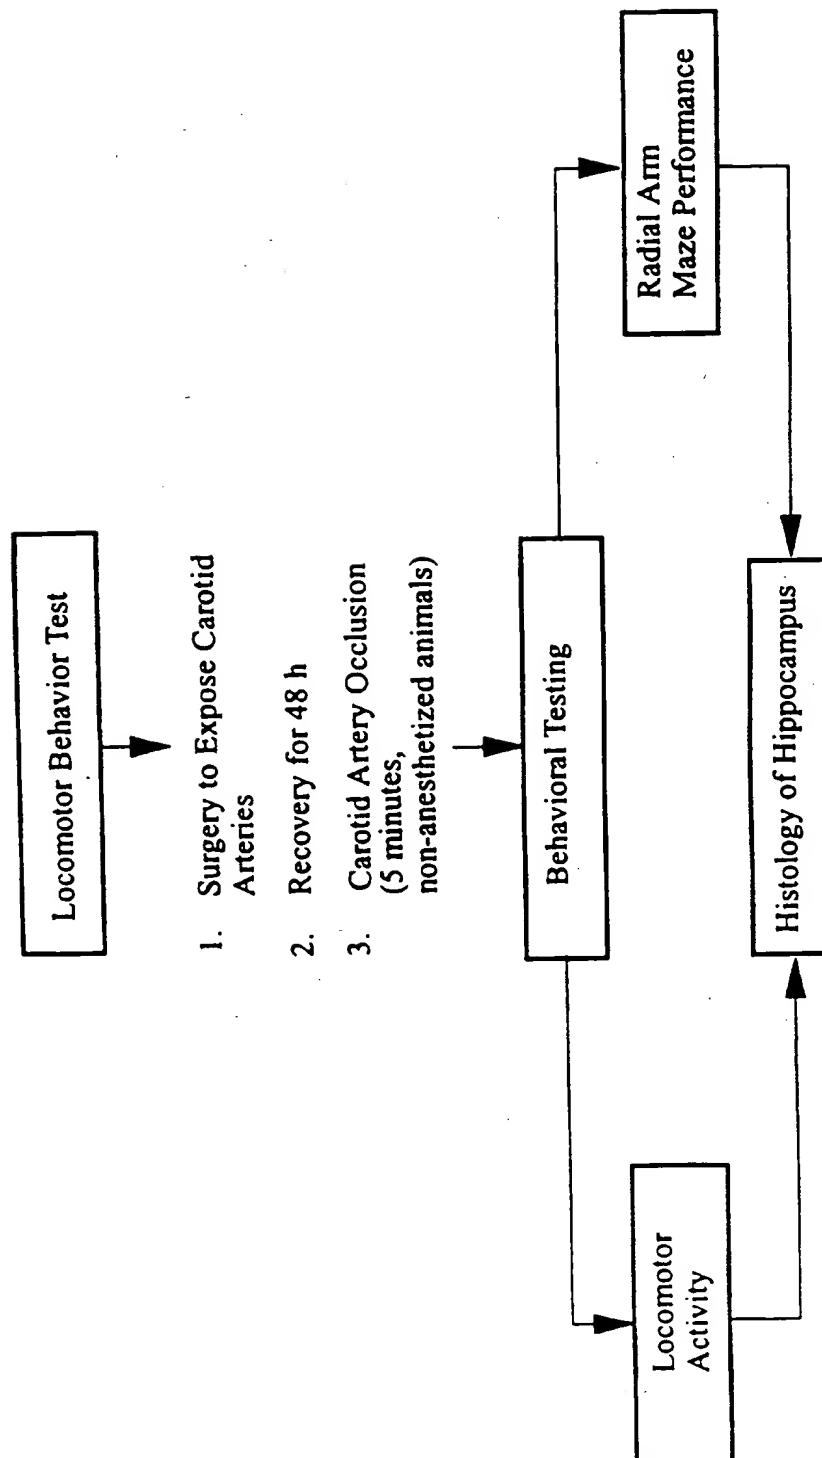 Locomotor Behavior Test
1. Surgery to Expose Carotid
Arteries
2. Recovery for 48 h
3. Carotid Artery Occlusion
(5 minutes,
non-anesthetized animals)
Behavioral Testing
Locomotor
Activity
Radial Arm
Maze Performance
Histology of Hippocampus